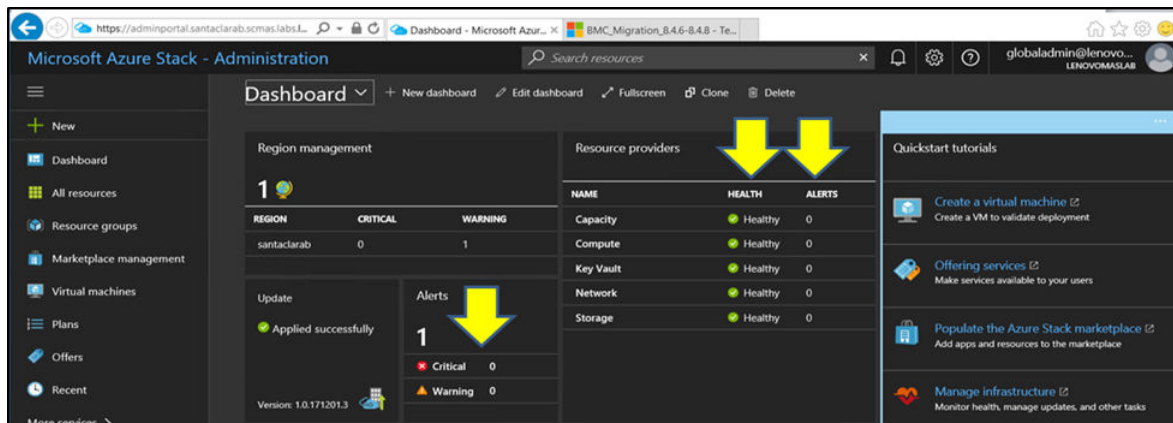 https://adminportal.santaclarab.scmas.labs.l...
Dashboard - Microsoft Azur...
BMC_Migration_8.4.6-8.4.8 - Te...
Microsoft Azure Stack - Administration
Search resources
globaladmin@lenovo...
LENOVOMASLAB
Dashboard
New dashboard
Edit dashboard
Fullscreen
Clone
Delete
New
Dashboard
All resources
Resource groups
Marketplace management
Virtual machines
Plans
Offers
Recent
More services
Region management
1
REGION CRITICAL WARNING
santaclarab 0 1
Update
Applied successfully
Version: 1.0.171201.3
Alerts
1
Critical 0
Warning 0
Resource providers
NAME HEALTH ALERTS
Capacity Healthy 0
Compute Healthy 0
Key Vault Healthy 0
Network Healthy 0
Storage Healthy 0
Quickstart tutorials
Create a virtual machine
Create a VM to validate deployment
Offering services
Make services available to your users
Populate the Azure Stack marketplace
Add apps and resources to the marketplace
Manage infrastructure
Monitor health, manage updates, and other tasks